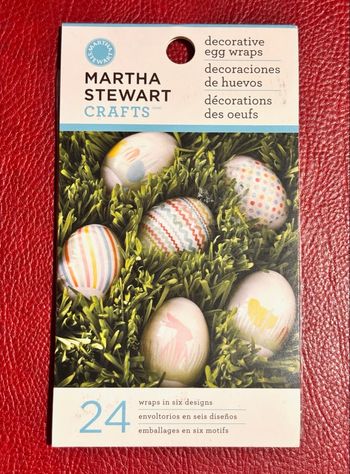 MARTHA
STEWART
MARTHA
STEWART
CRAFTS
decorative
egg wraps
decoraciones
de huevos
décorations
des oeufs
24
wraps in six designs
envoltorios en seis diseños
emballages en six motifs